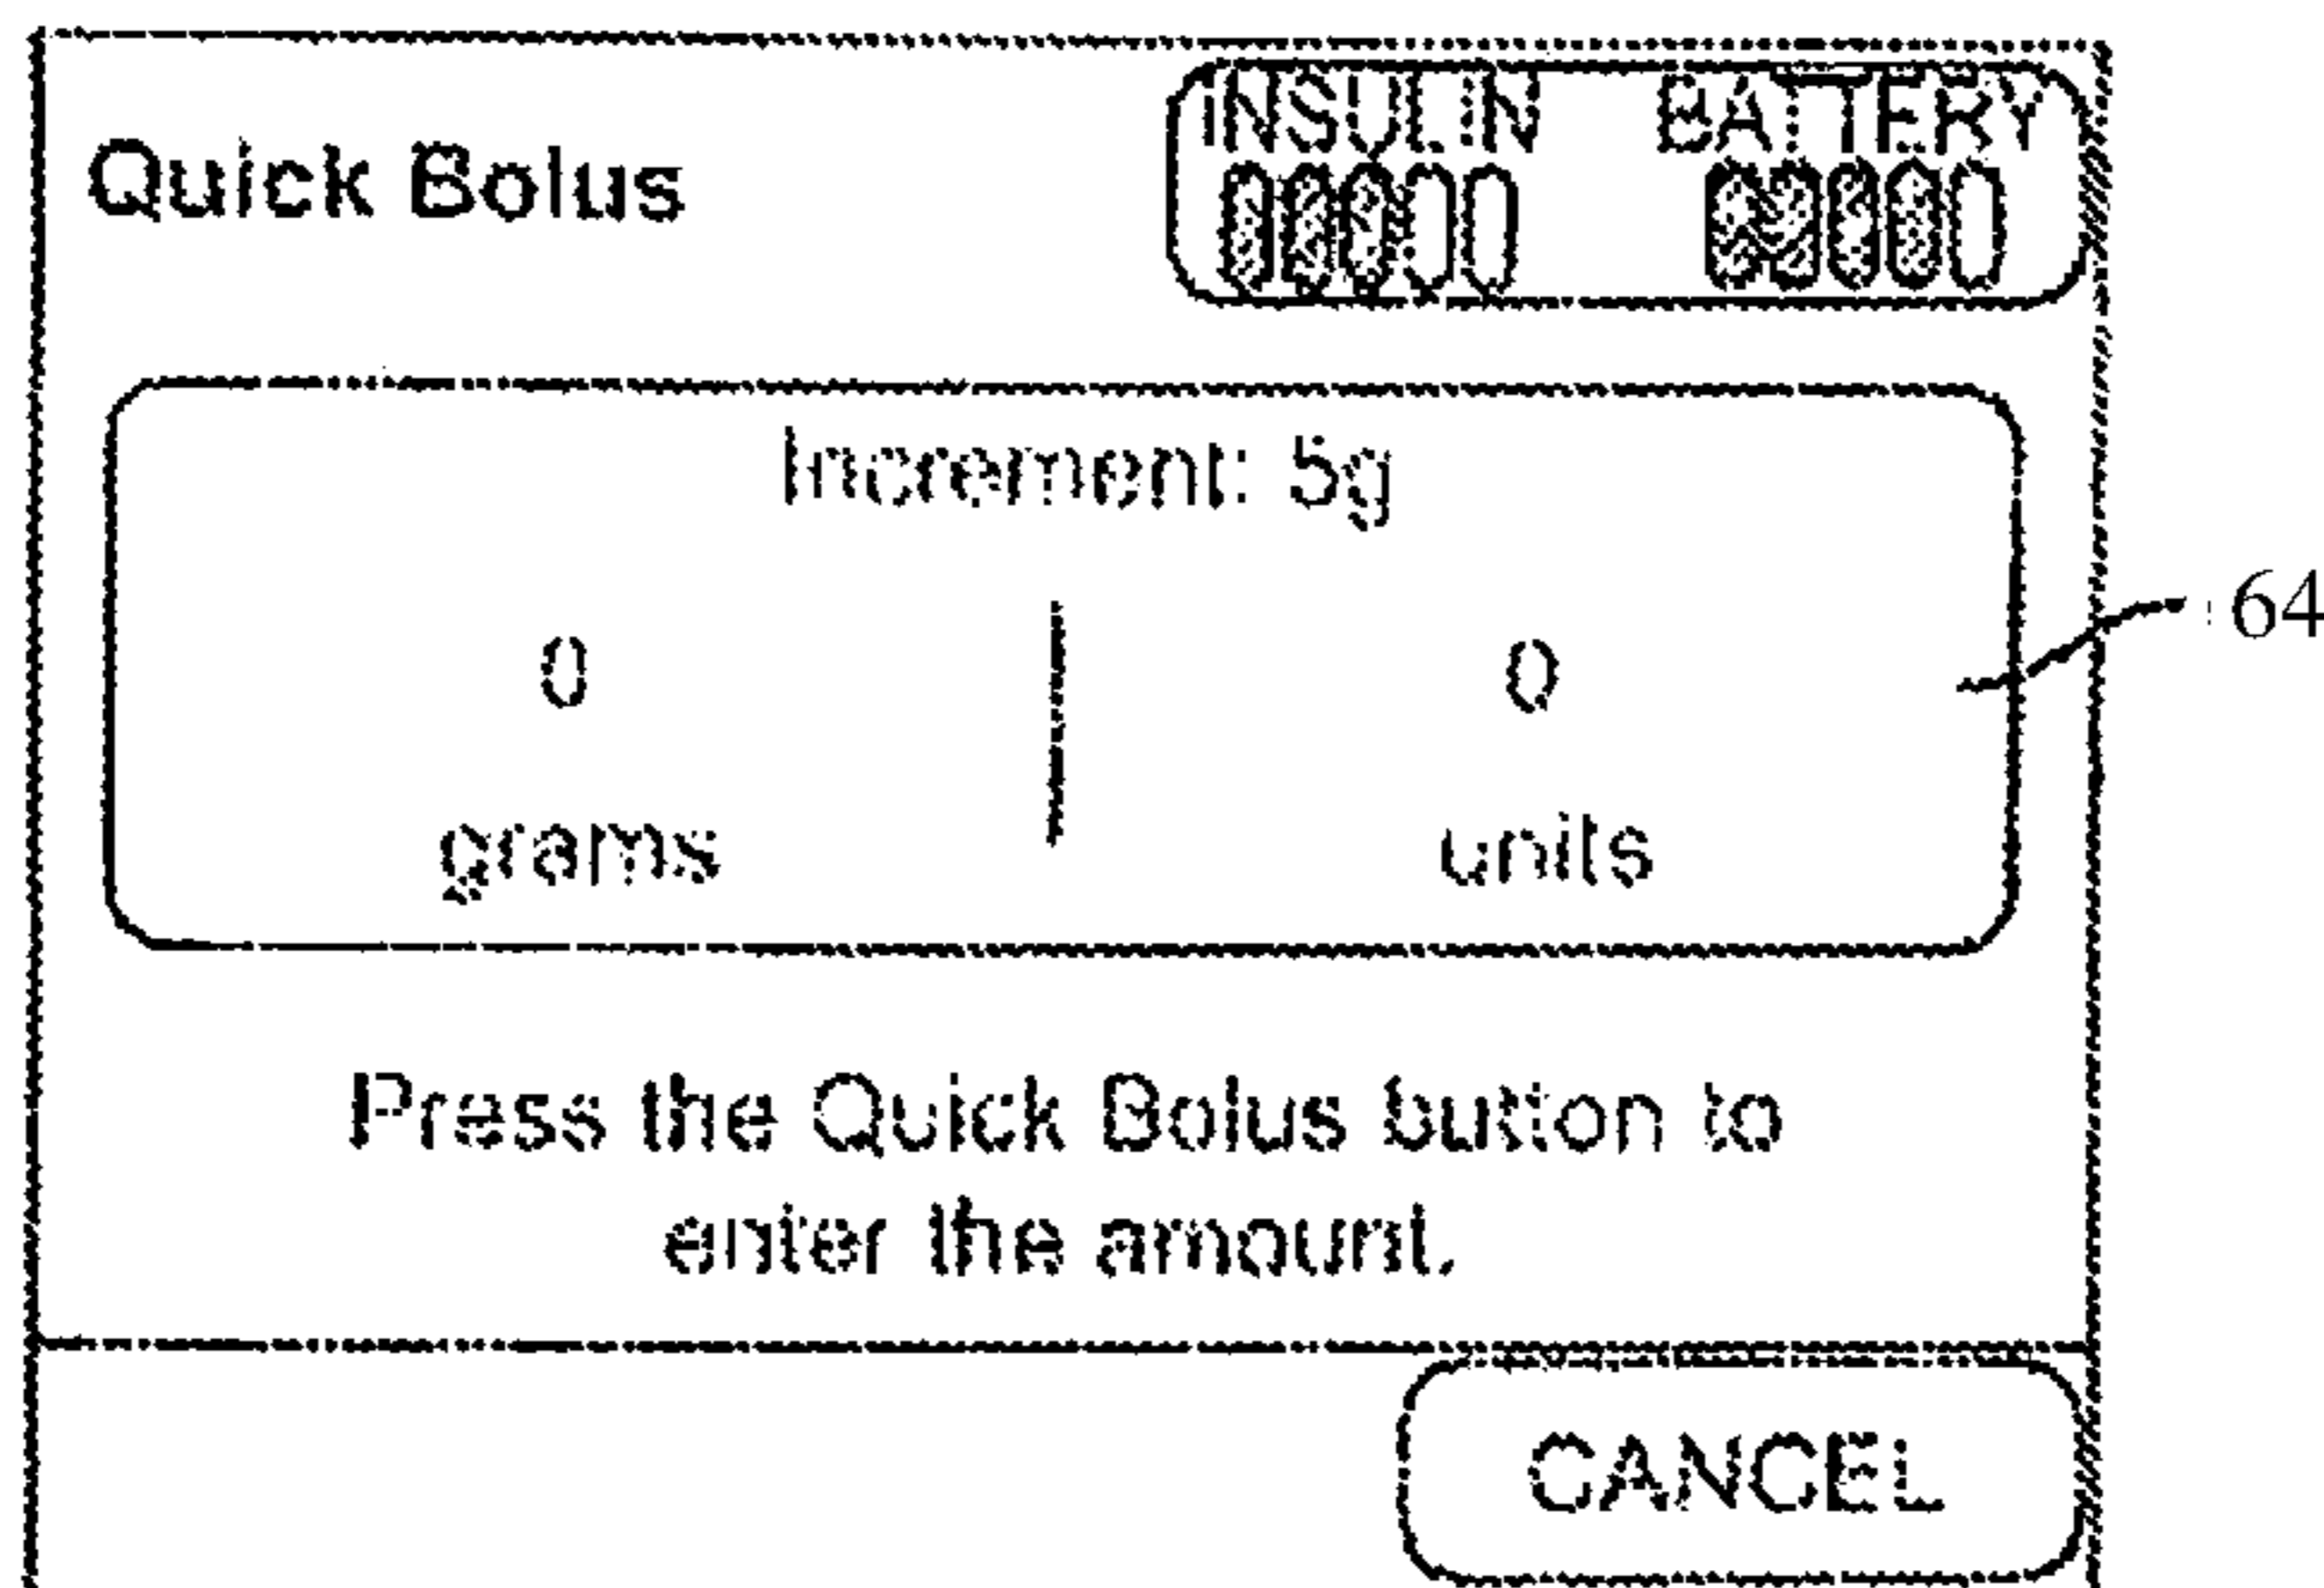 INSULIN BATTERY
Quick Bolus
Increment: 5g
0 0
64
grams units
Press the Quick Bolus button to
enter the amount.
CANCEL